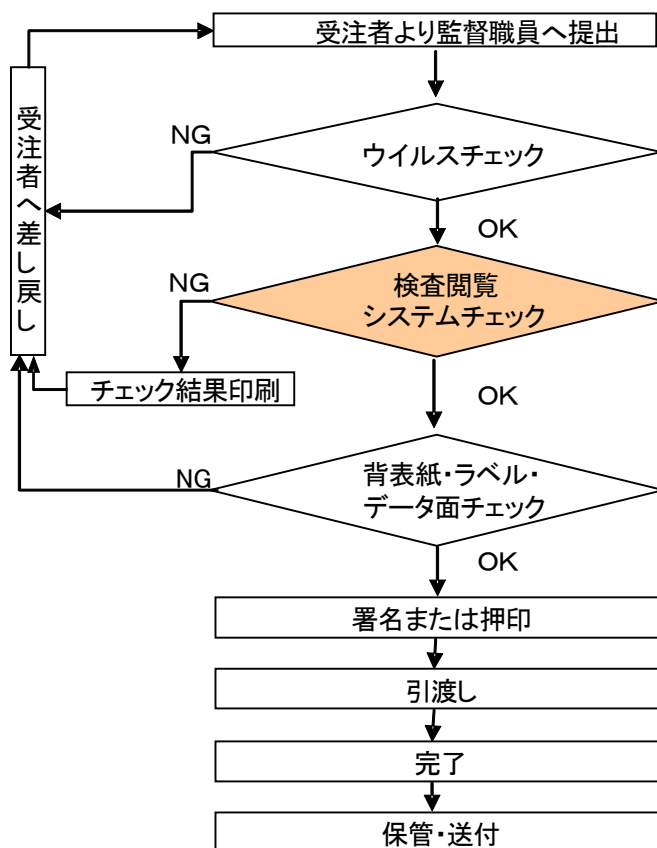 受注者より監督職員へ提出
受注者へ差し戻し
NG
ウイルスチェック
OK
NG
検査閲覧
システムチェック
チェック結果印刷
OK
NG
背表紙・ラベル・
データ面チェック
OK
署名または押印
引渡し
完了
保管・送付